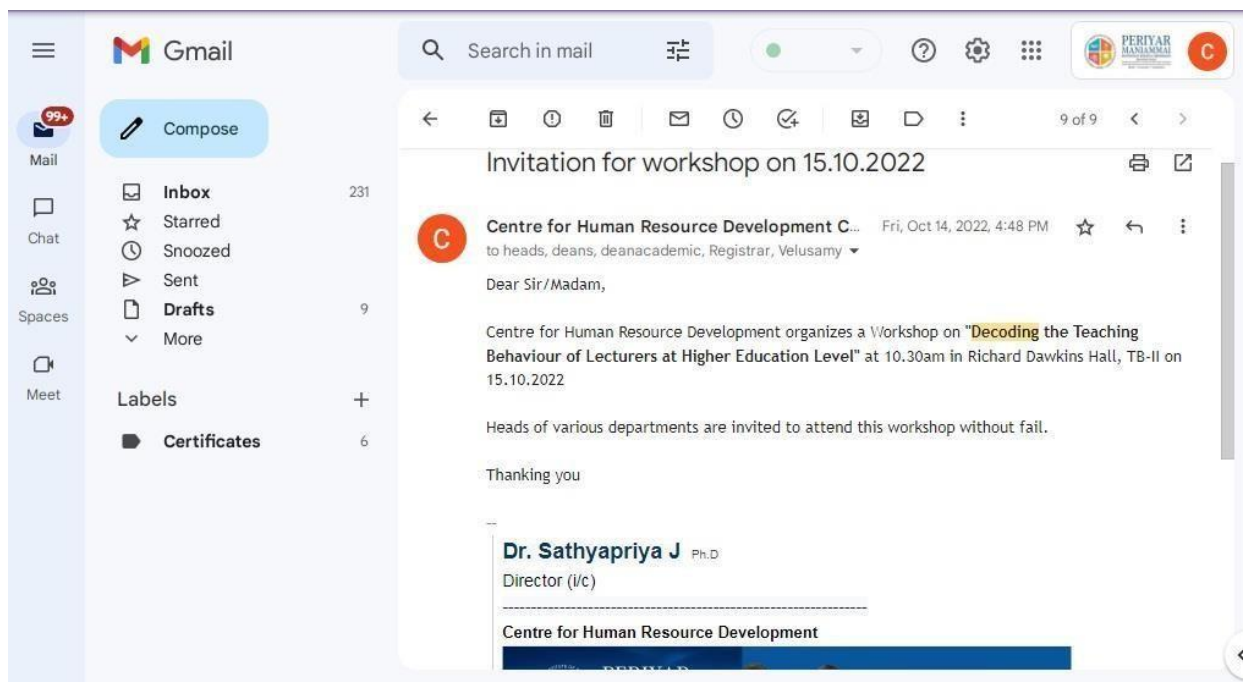 Gmail
Search in mail
PERIYAR
MANIAMMAI
C
99+
Mail
Compose
9 of 9
Invitation for workshop on 15.10.2022
Inbox 231
Starred
Snoozed
Sent
Drafts 9
More
Chat
Spaces
Meet
Labels +
Certificates 6
C
Centre for Human Resource Development C... Fri, Oct 14, 2022, 4:48 PM
to heads, deans, deanacademic, Registrar, Velusamy
Dear Sir/Madam,
Centre for Human Resource Development organizes a Workshop on "Decoding the Teaching
Behaviour of Lecturers at Higher Education Level" at 10.30am in Richard Dawkins Hall, TB-II on
15.10.2022
Heads of various departments are invited to attend this workshop without fail.
Thanking you
--
Dr. Sathyapriya J Ph.D
Director (i/c)
--------------------------------------------------------------
Centre for Human Resource Development
PERIYAR